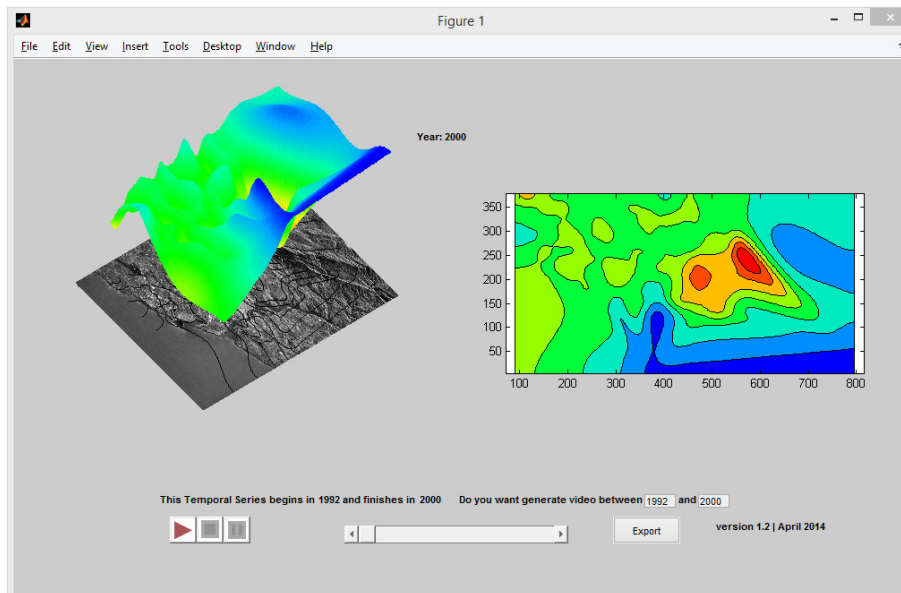 Figure 1
File Edit View Insert Tools Desktop Window Help
Year: 2000
350
300
250
200
150
100
50
100 200 300 400 500 600 700 800
This Temporal Series begins in 1992 and finishes in 2000 Do you want generate video between 1992 and 2000
Export
version 1.2 | April 2014